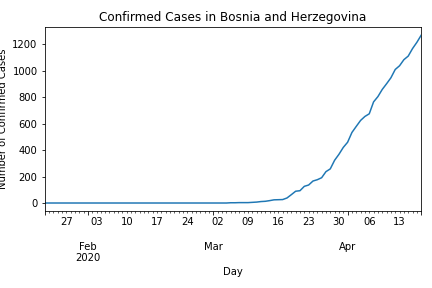 Confirmed Cases in Bosnia and Herzegovina
Number of Confirmed Cases
1200
1000
800
600
400
200
0
27 03 10 17 24 02 09 16 23 30 06 13
Feb Mar Apr
2020
Day